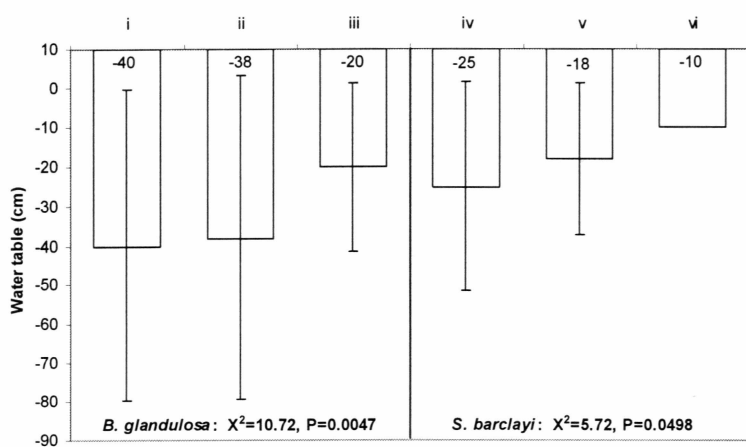 i ii iii iv v vi
10
-40 -38 -20 -25 -18 -10
0
-10
-20
-30
-40
-50
-60
-70
-80
-90
Water table (cm)
B. glandulosa: X²=10.72, P=0.0047
S. barclayi: X²=5.72, P=0.0498